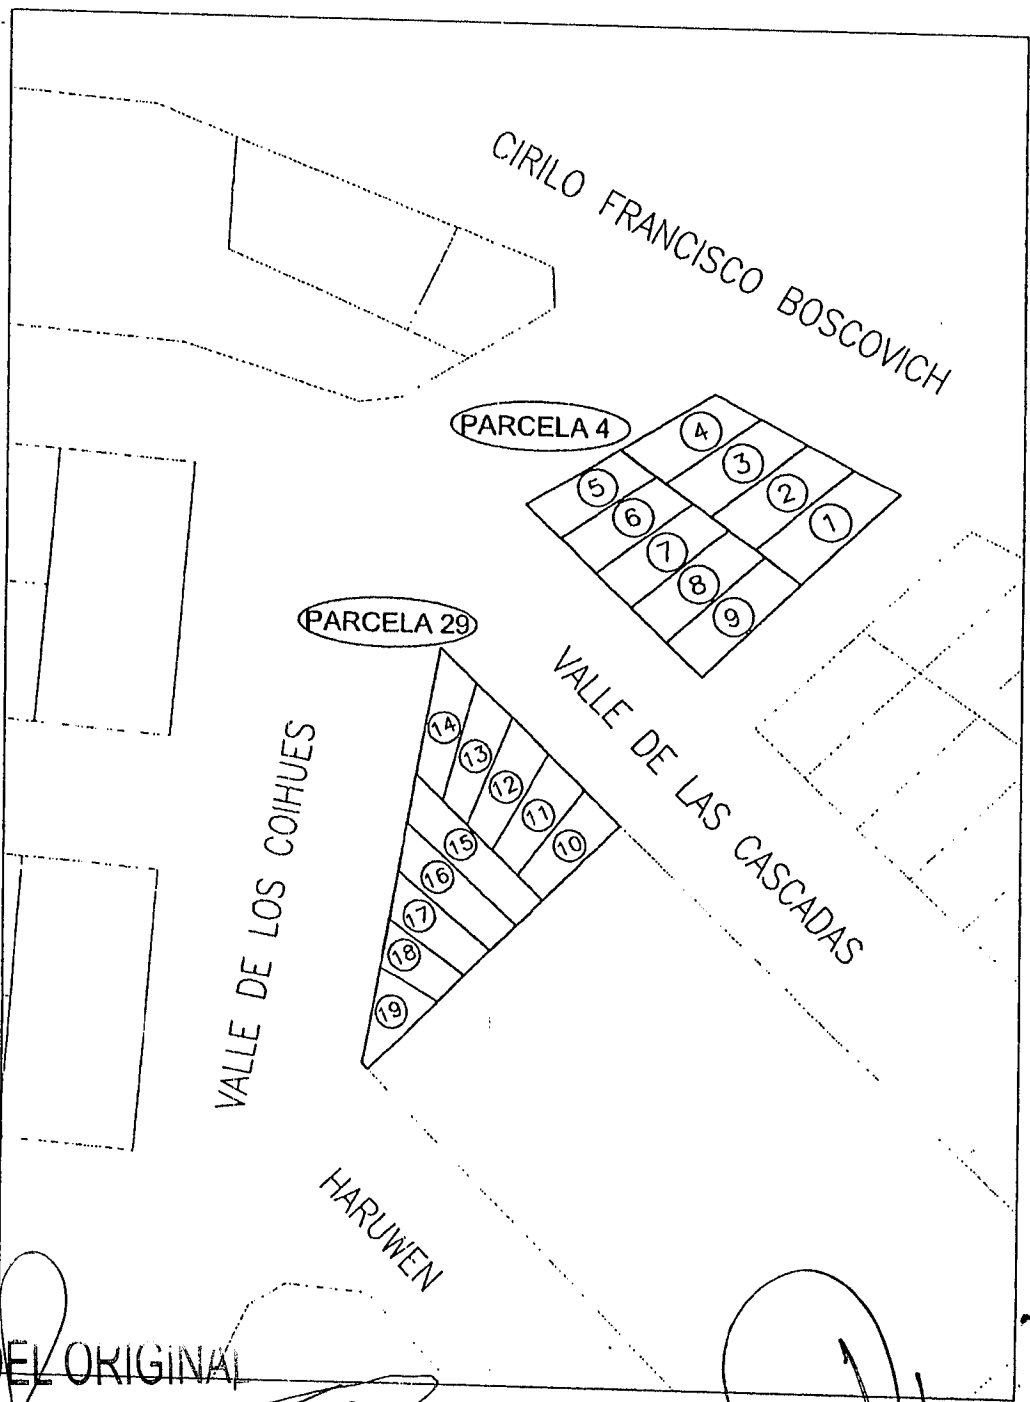 CIRILO FRANCISCO BOSCOVICH
PARCELA 4
4
3
2
1
5
6
7
8
9
PARCELA 29
14
13
12
11
10
15
16
17
18
19
VALLE DE LAS CASCADAS
VALLE DE LOS COIHUES
HARUWEN
EL ORIGINAL